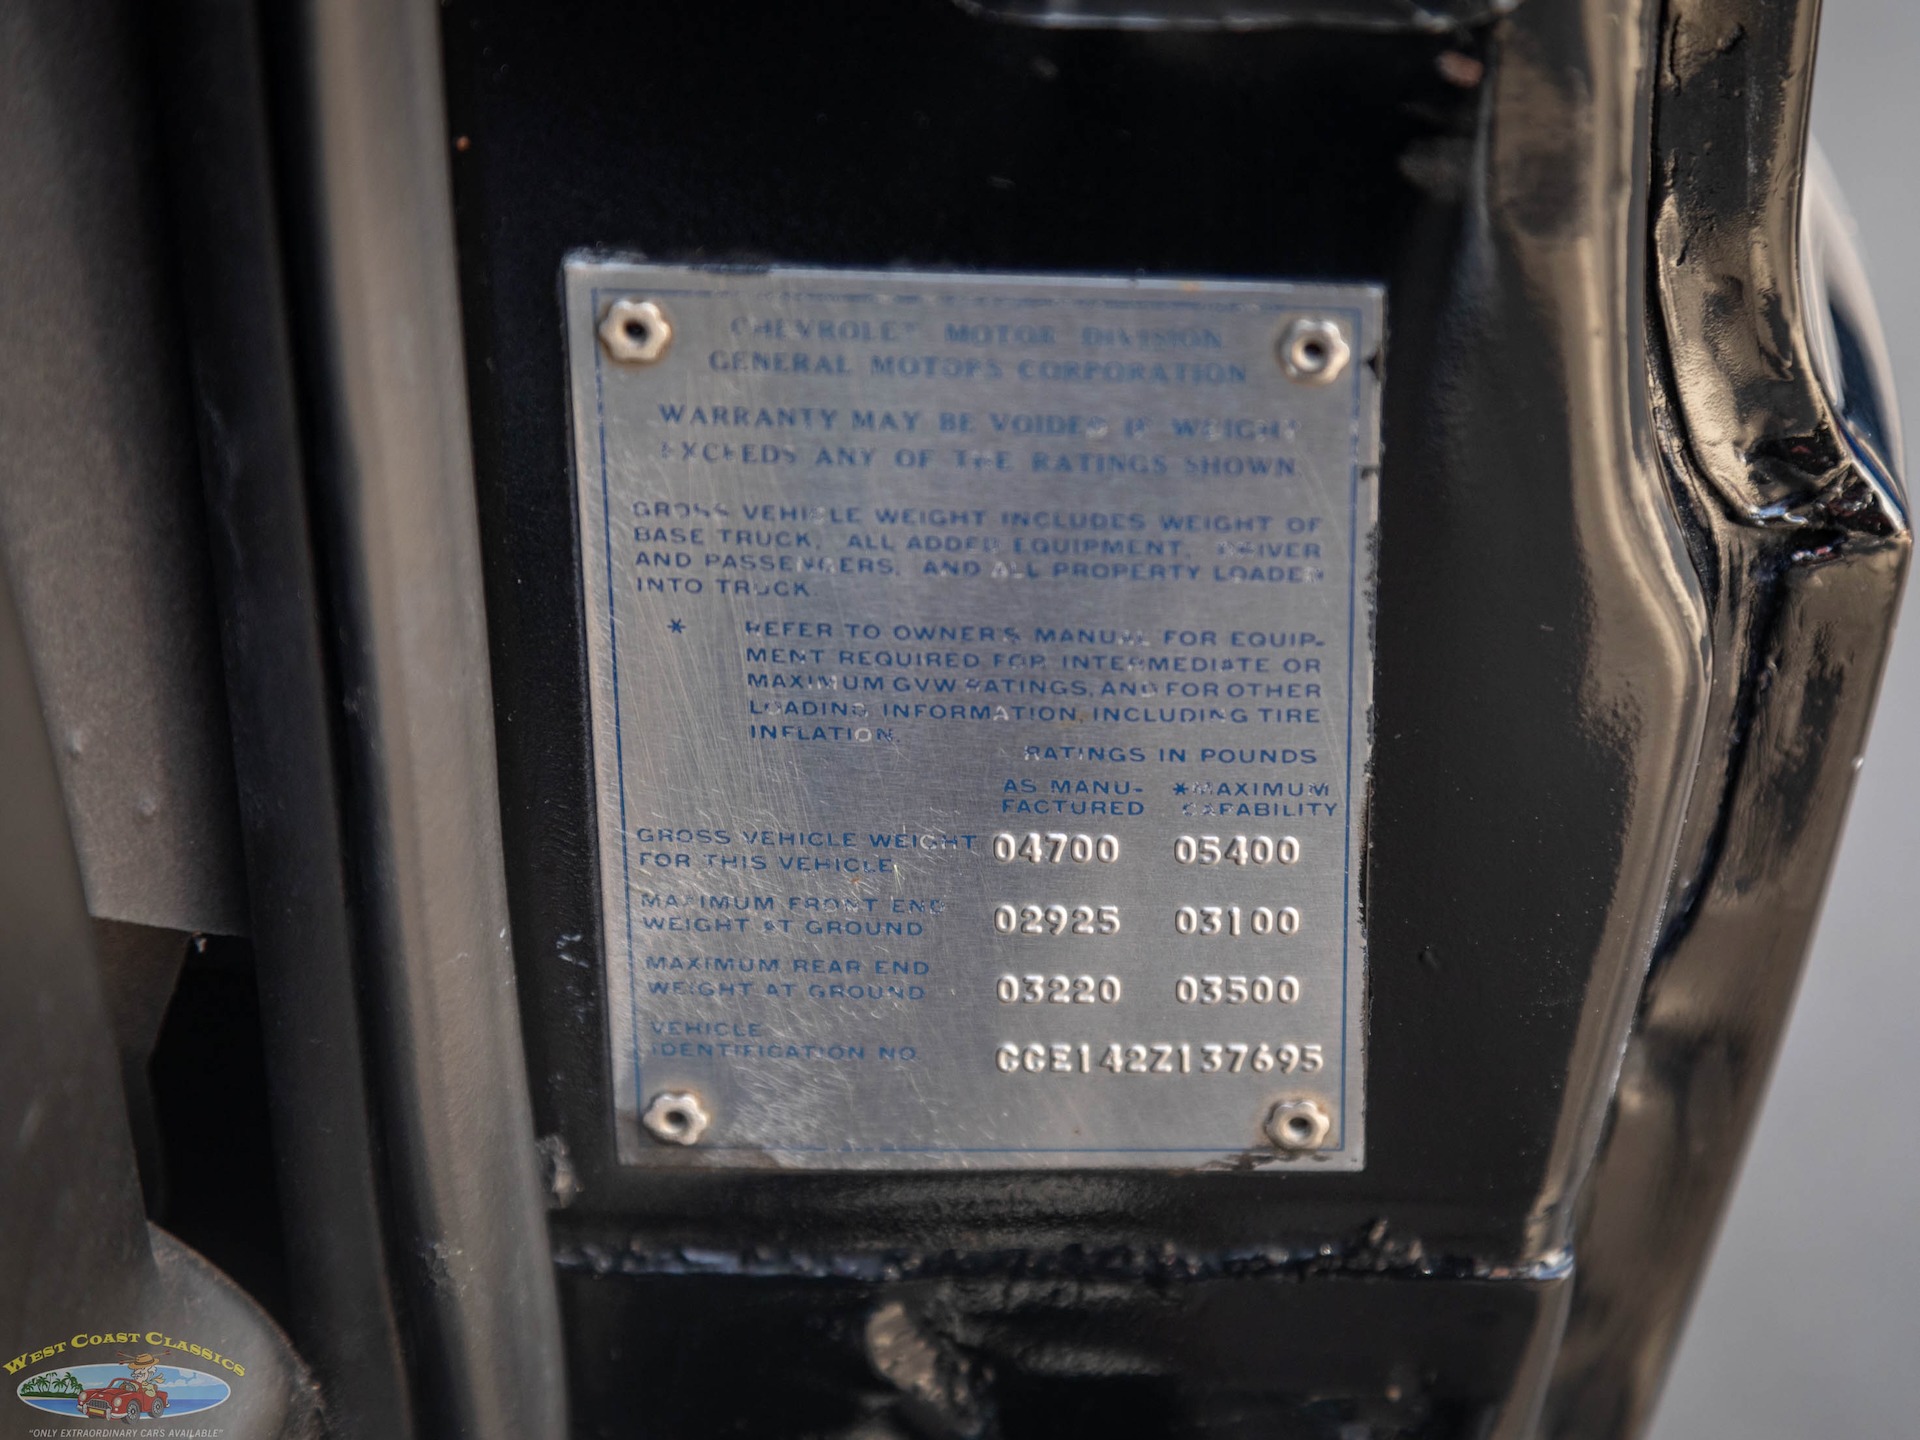 CHEVROLET MOTOR DIVISION
GENERAL MOTORS CORPORATION
WARRANTY MAY BE VOIDED IF WEIGHT
EXCEEDS ANY OF THE RATINGS SHOWN
GROSS VEHICLE WEIGHT INCLUDES WEIGHT OF
BASE TRUCK, ALL ADDED EQUIPMENT, DRIVER
AND PASSENGERS, AND ALL PROPERTY LOADED
INTO TRUCK.
* REFER TO OWNER'S MANUAL FOR EQUIP-
MENT REQUIRED FOR INTERMEDIATE OR
MAXIMUM GVW RATINGS, AND FOR OTHER
LOADING INFORMATION, INCLUDING TIRE
INFLATION.
RATINGS IN POUNDS
AS MANU- *MAXIMUM
FACTURED CAPABILITY
GROSS VEHICLE WEIGHT 04700 05400
FOR THIS VEHICLE
MAXIMUM FRONT END
WEIGHT AT GROUND 02925 03100
MAXIMUM REAR END
WEIGHT AT GROUND 03220 03500
VEHICLE
IDENTIFICATION NO. CCE142Z137695
WEST COAST CLASSICS
"ONLY EXTRAORDINARY CARS AVAILABLE"